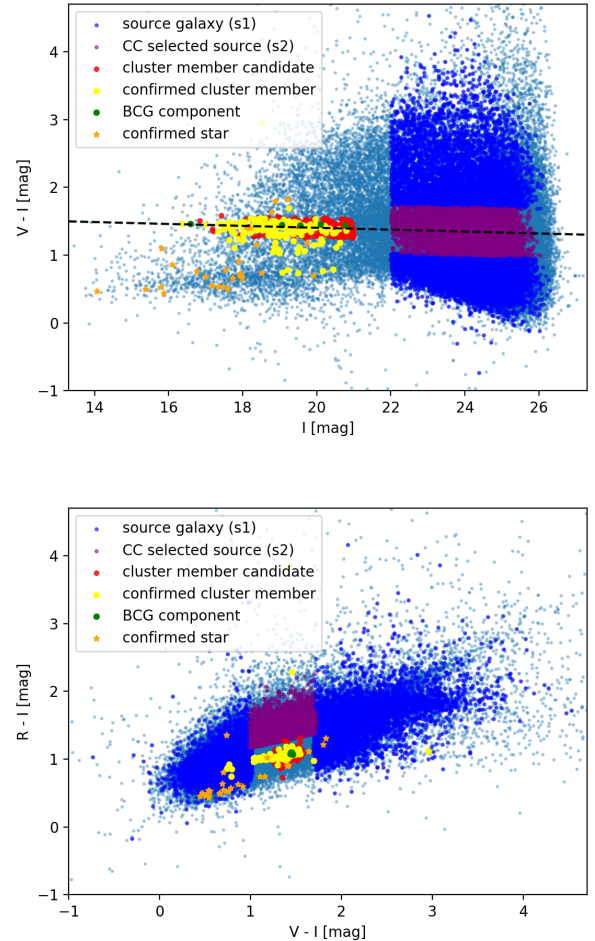 4
3
2
1
0
−1
V - I [mag]
source galaxy (s1)
CC selected source (s2)
cluster member candidate
confirmed cluster member
BCG component
confirmed star
14 16 18 20 22 24 26
I [mag]
4
3
2
1
0
−1
R - I [mag]
source galaxy (s1)
CC selected source (s2)
cluster member candidate
confirmed cluster member
BCG component
confirmed star
−1 0 1 2 3 4
V - I [mag]